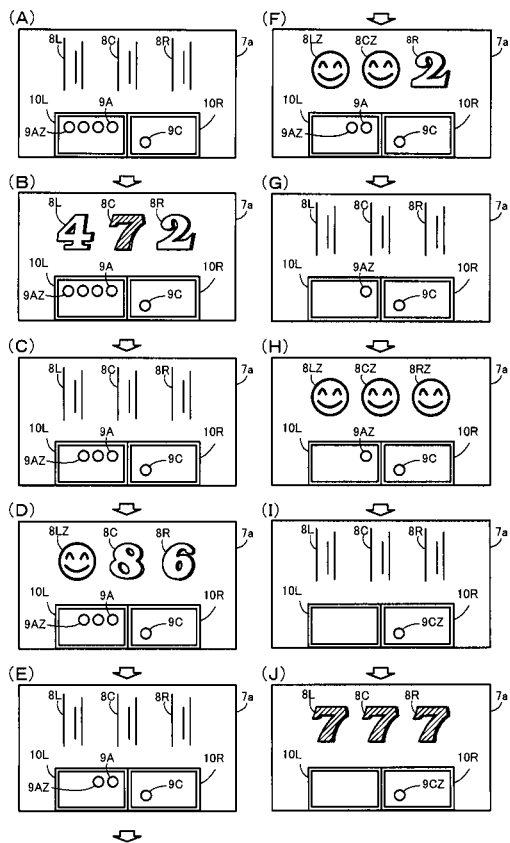 (A)
8L 8C 8R 7a
10L 9A 10R
9AZ 9C
(B)
8L 8C 8R 7a
4 7 2
10L 9A 10R
9AZ 9C
(C)
8L 8C 8R 7a
10L 9A 10R
9AZ 9C
(D)
8LZ 8C 8R 7a
8 6
10L 9A 10R
9AZ 9C
(E)
8L 8C 8R 7a
10L 9A 10R
9AZ 9C
(F)
8LZ 8CZ 8R 7a
2
10L 9A 10R
9AZ 9C
(G)
8L 8C 8R 7a
10L 9AZ 10R
9C
(H)
8LZ 8CZ 8RZ 7a
10L 9AZ 10R
9C
(I)
8L 8C 8R 7a
10L 10R
9CZ
(J)
8L 8C 8R 7a
7 7 7
10L 10R
9CZ